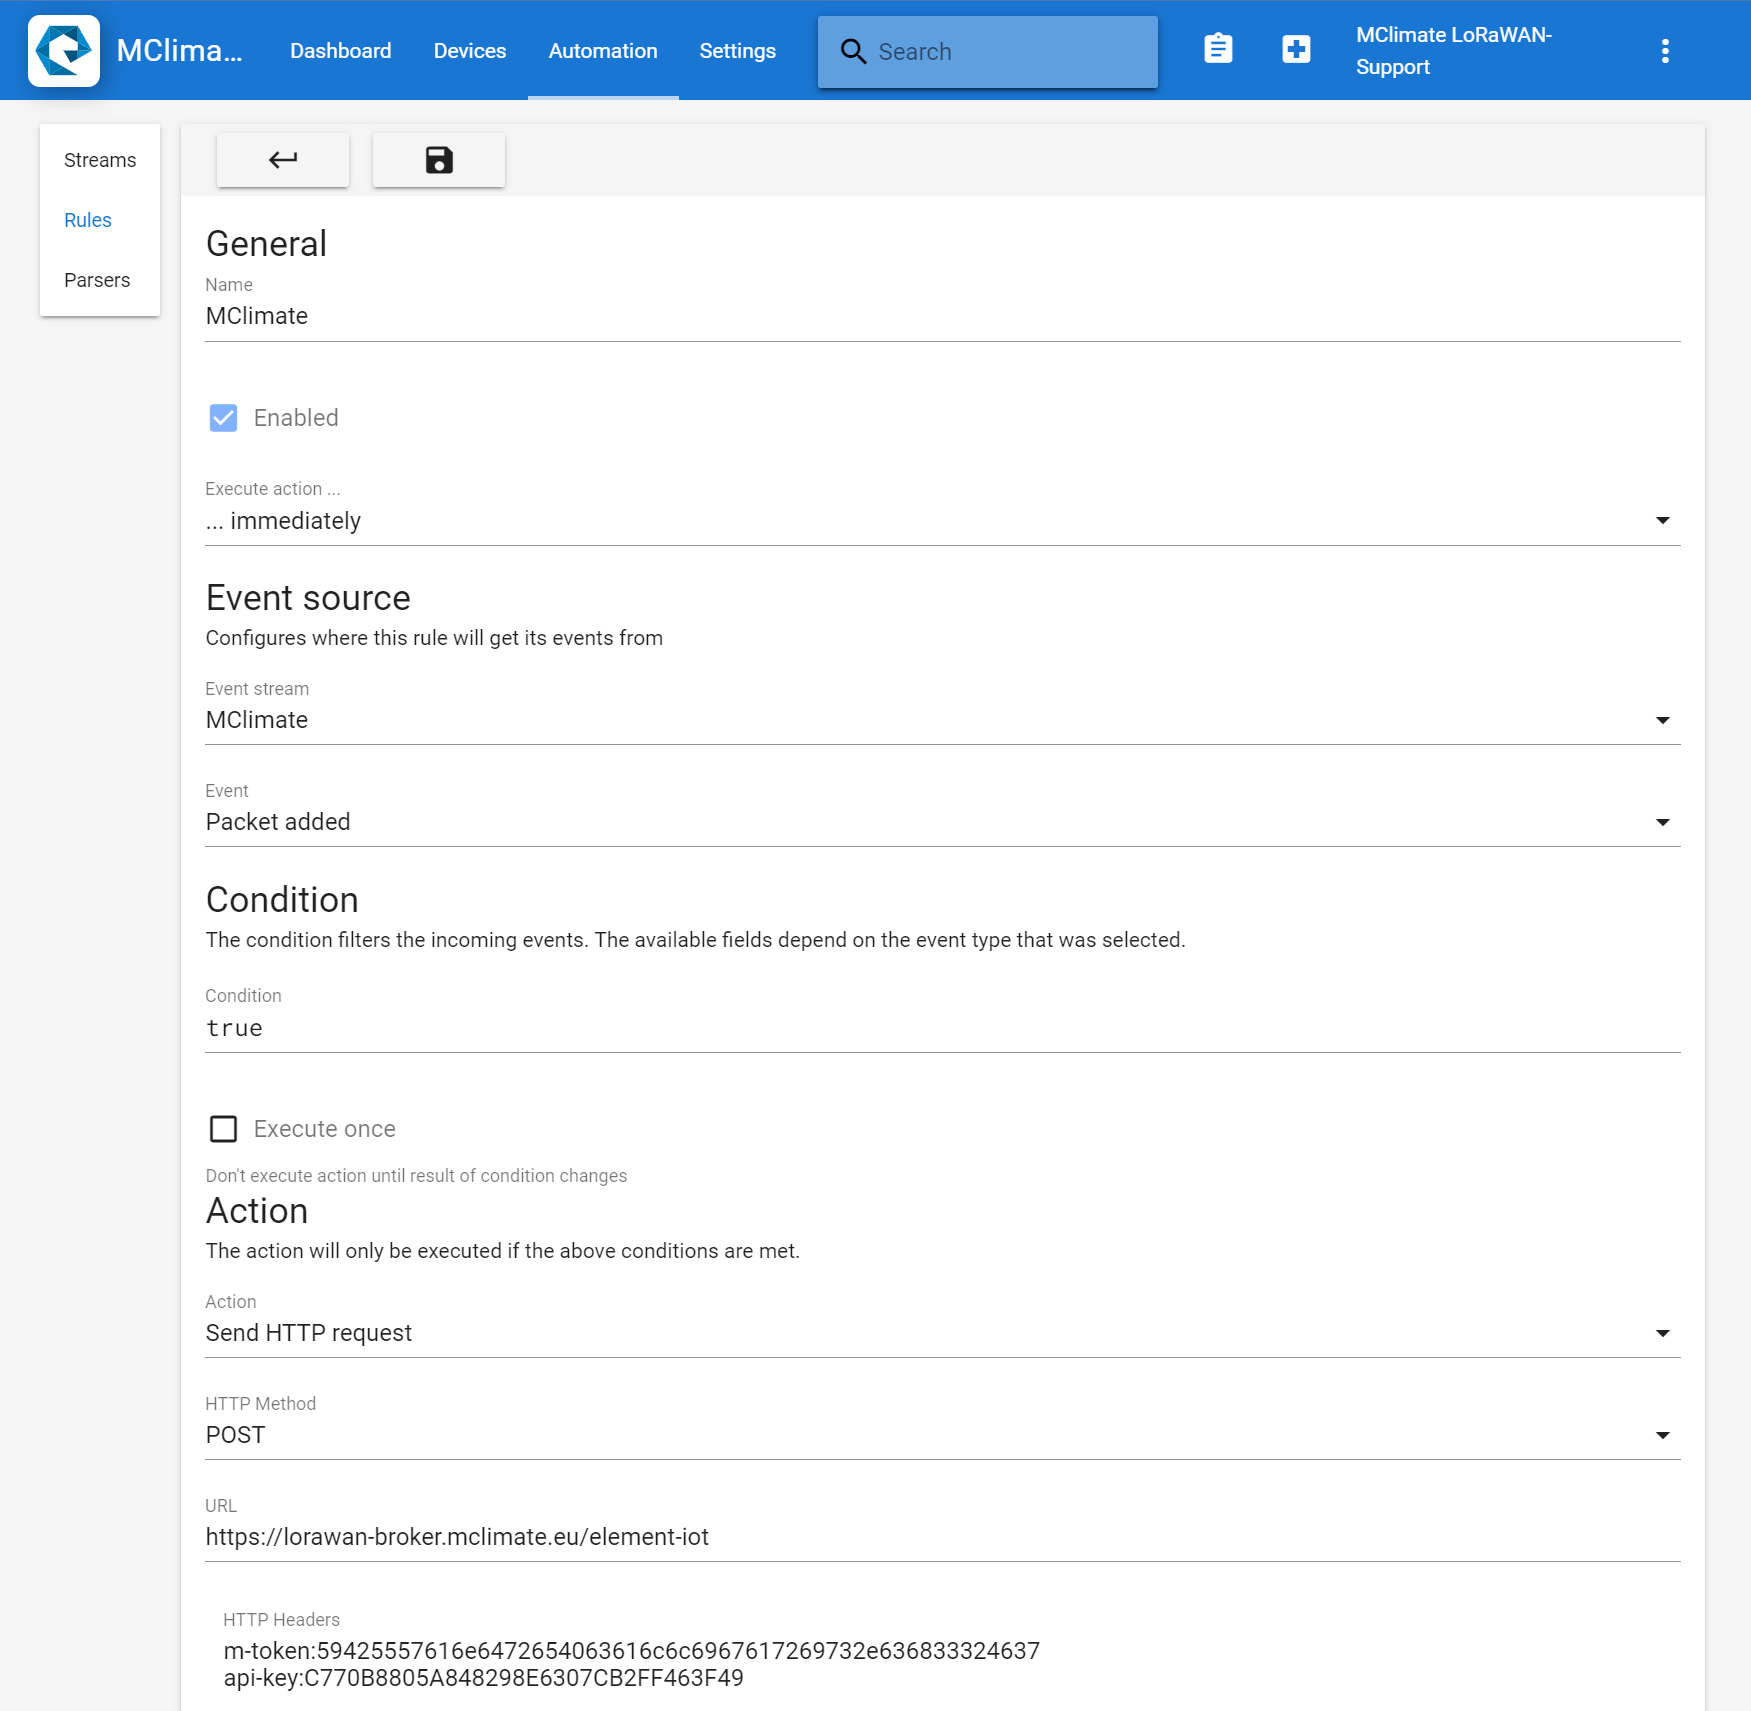 MClima...
Dashboard
Devices
Automation
Settings
Search
MClimate LoRaWAN-
Support
Streams
Rules
Parsers
General
Name
MClimate
Enabled
Execute action ...
... immediately
Event source
Configures where this rule will get its events from
Event stream
MClimate
Event
Packet added
Condition
The condition filters the incoming events. The available fields depend on the event type that was selected.
Condition
true
Execute once
Don't execute action until result of condition changes
Action
The action will only be executed if the above conditions are met.
Action
Send HTTP request
HTTP Method
POST
URL
https://lorawan-broker.mclimate.eu/element-iot
HTTP Headers
m-token:59425557616e6472654063616c6c6967617269732e636833324637
api-key:C770B8805A848298E6307CB2FF463F49